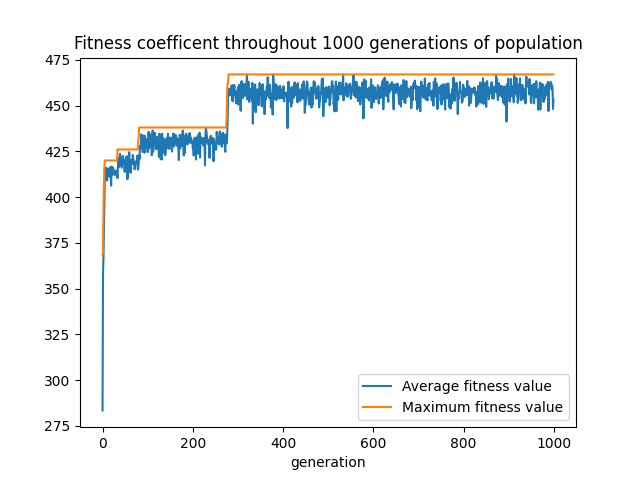 Fitness coefficent throughout 1000 generations of population
475
450
425
400
375
350
325
300
275
0 200 400 600 800 1000
generation
Average fitness value
Maximum fitness value